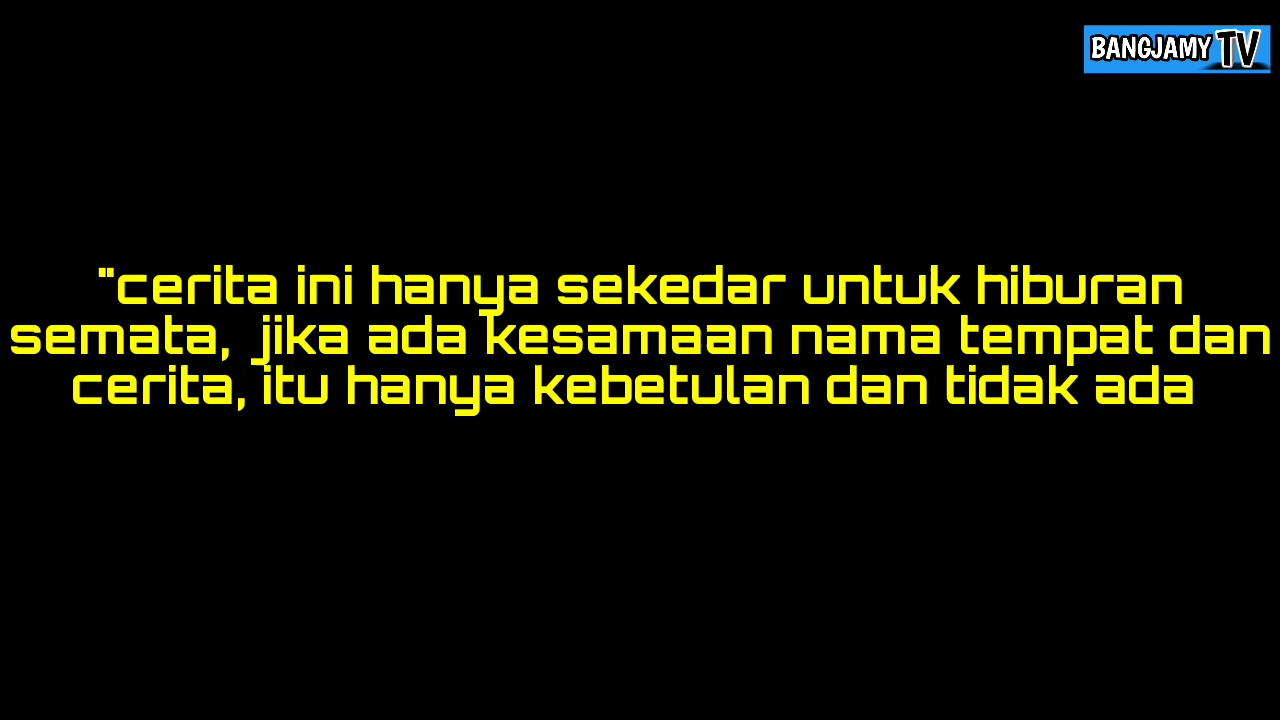 BANGJAMY TV
"cerita ini hanya sekedar untuk hiburan
semata, jika ada kesamaan nama tempat dan
cerita, itu hanya kebetulan dan tidak ada